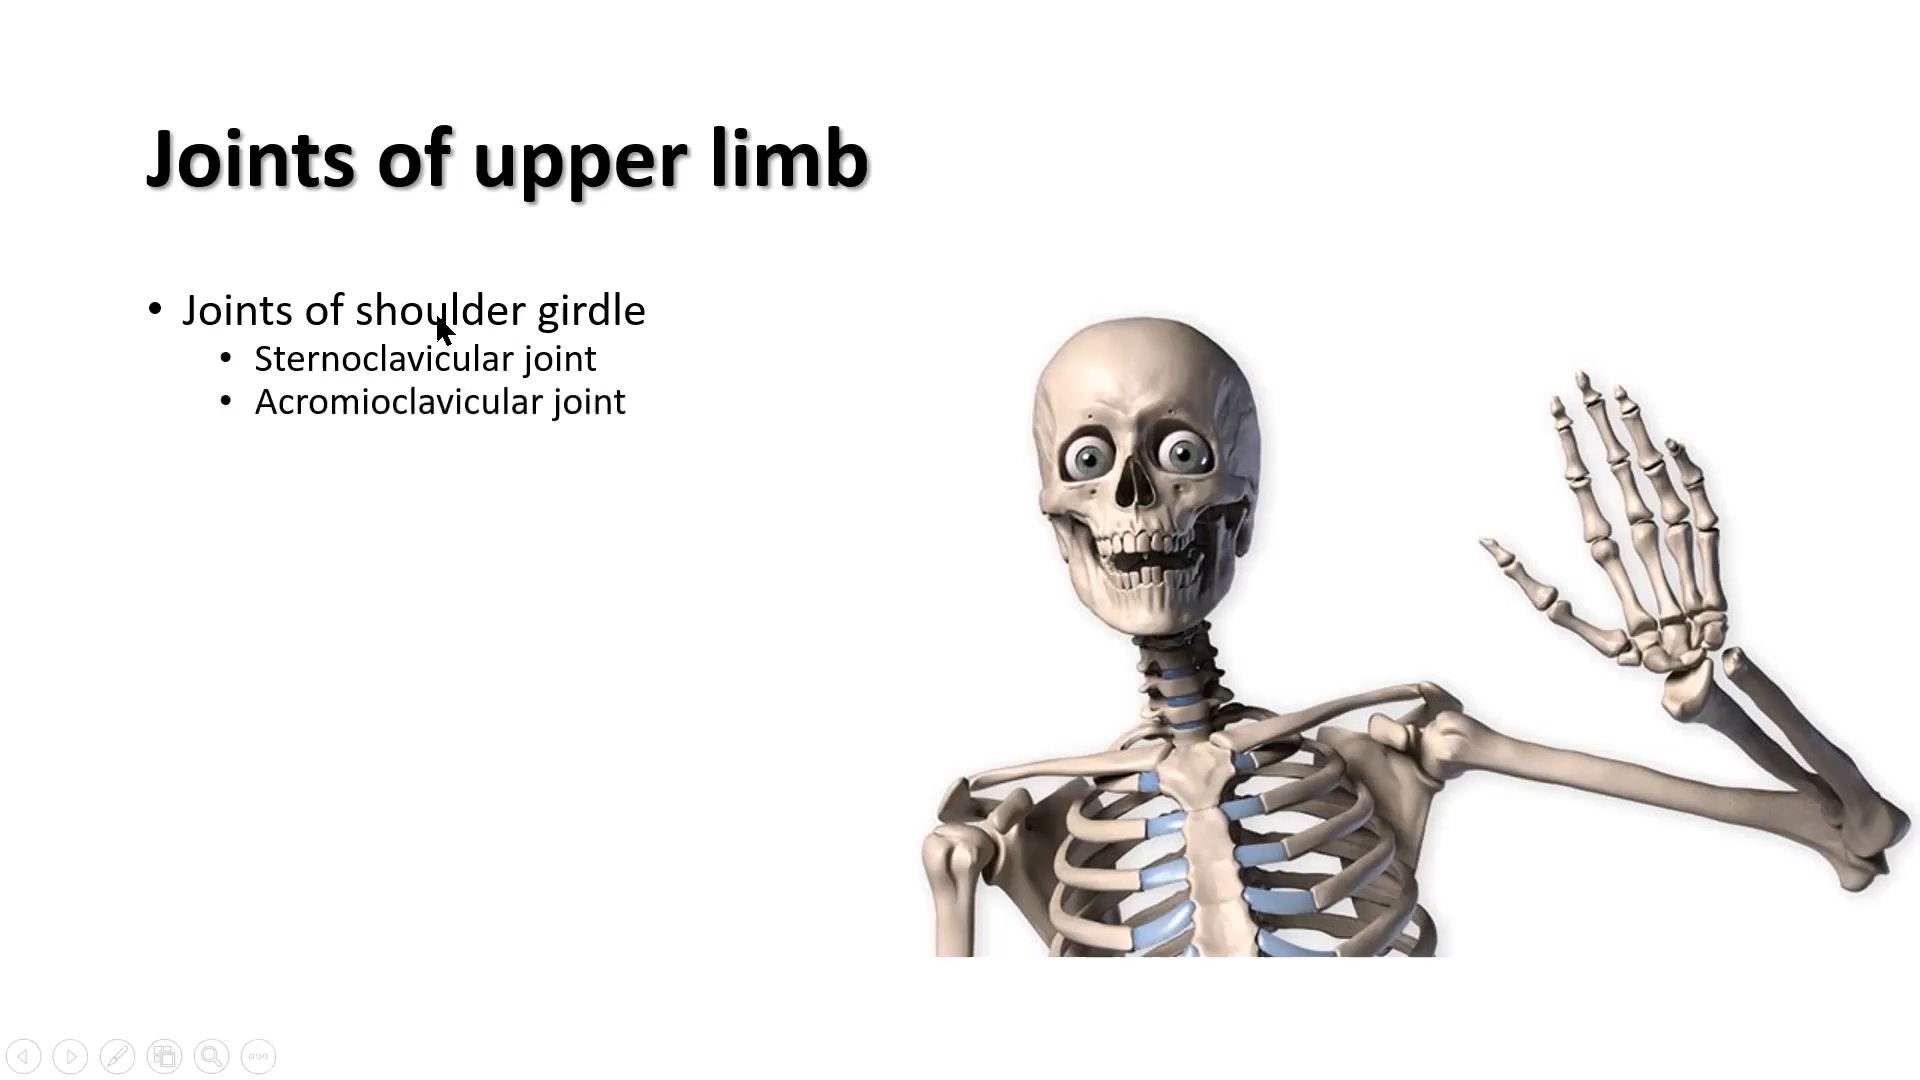 Joints of upper limb
• Joints of shoulder girdle
• Sternoclavicular joint
• Acromioclavicular joint